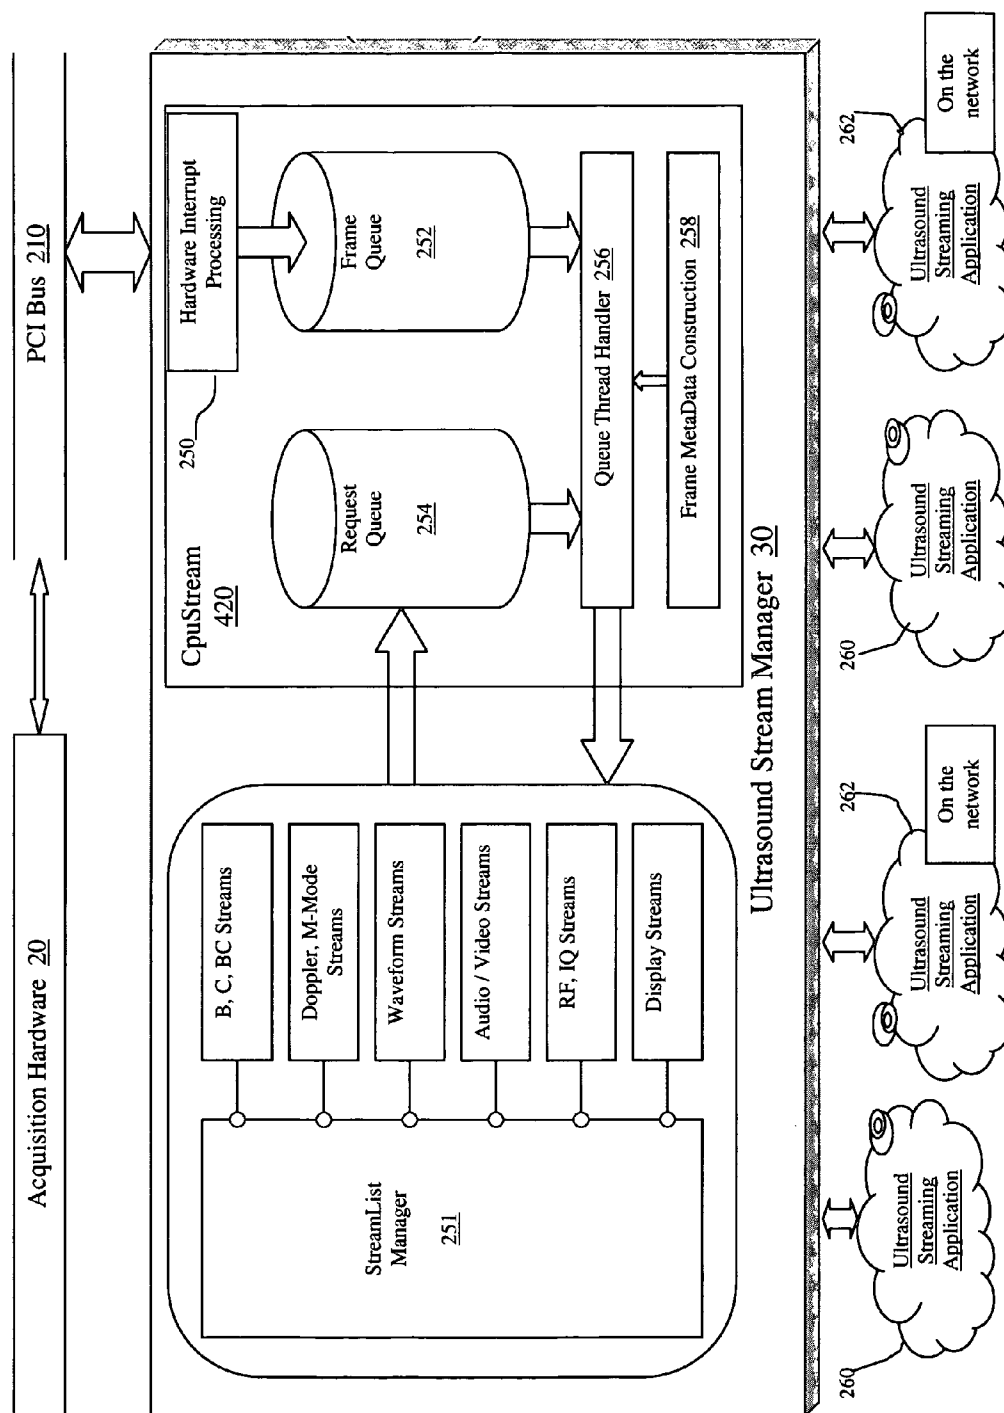 Acquisition Hardware 20
PCI Bus 210
StreamList
Manager
251
B, C, BC Streams
Doppler, M-Mode
Streams
Waveform Streams
Audio / Video Streams
RF, IQ Streams
Display Streams
CpuStream
420
250
Hardware Interrupt
Processing
Request
Queue
254
Frame
Queue
252
Queue Thread Handler 256
Frame MetaData Construction 258
Ultrasound Stream Manager 30
260
Ultrasound
Streaming
Application
262
Ultrasound
Streaming
Application
On the
network
260
Ultrasound
Streaming
Application
262
Ultrasound
Streaming
Application
On the
network